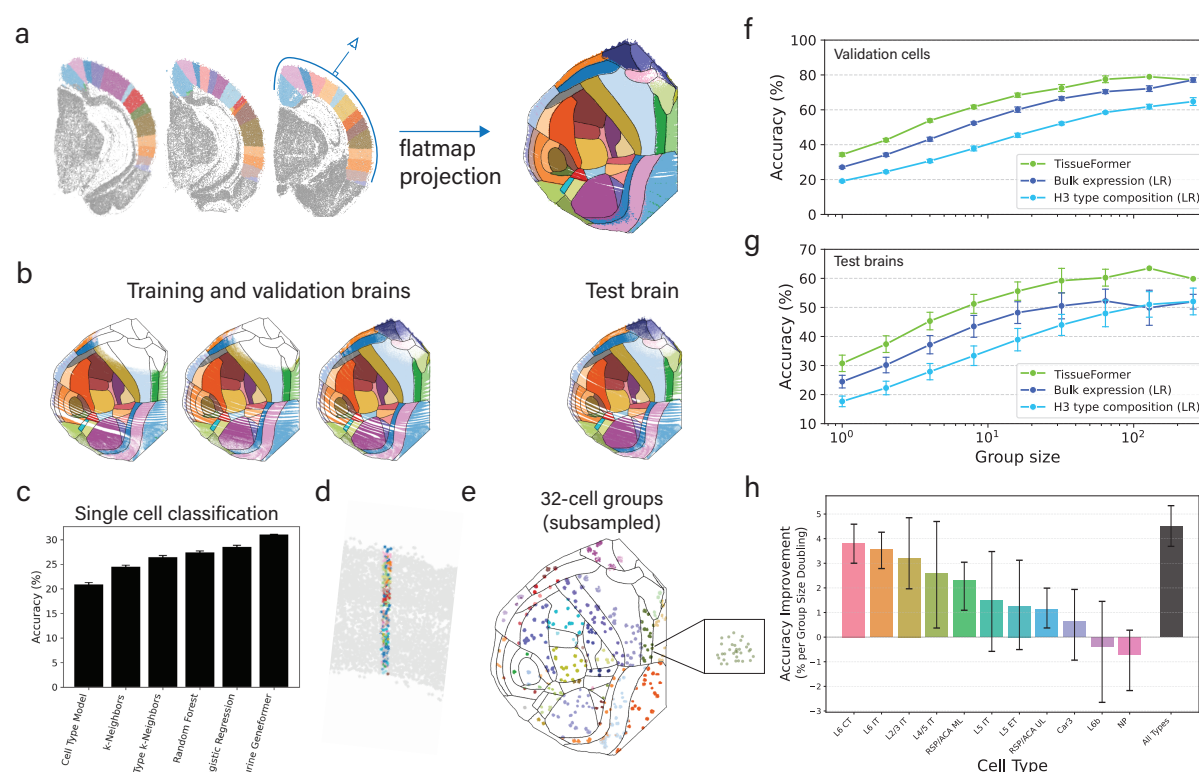 a
flatmap
projection
b
Training and validation brains
Test brain
c
Single cell classification
Accuracy (%)
30
25
20
15
10
5
0
Cell Type Model
k-Neighbors
Type k-Neighbors
Random Forest
gistic Regression
rine Geneformer
d
e
32-cell groups
(subsampled)
f
Validation cells
Accuracy (%)
100
80
60
40
20
0
TissueFormer
Bulk expression (LR)
H3 type composition (LR)
g
Test brains
Accuracy (%)
70
60
50
40
30
20
10
TissueFormer
Bulk expression (LR)
H3 type composition (LR)
10⁰
10¹
10²
Group size
h
Accuracy Improvement
(% per Group Size Doubling)
5
4
3
2
1
0
−1
−2
−3
L6 CT
L6 IT
L2/3 IT
L4/5 IT
RSP/ACA ML
L5 IT
L5 ET
RSP/ACA UL
Car3
L6b
NP
All Types
Cell Type